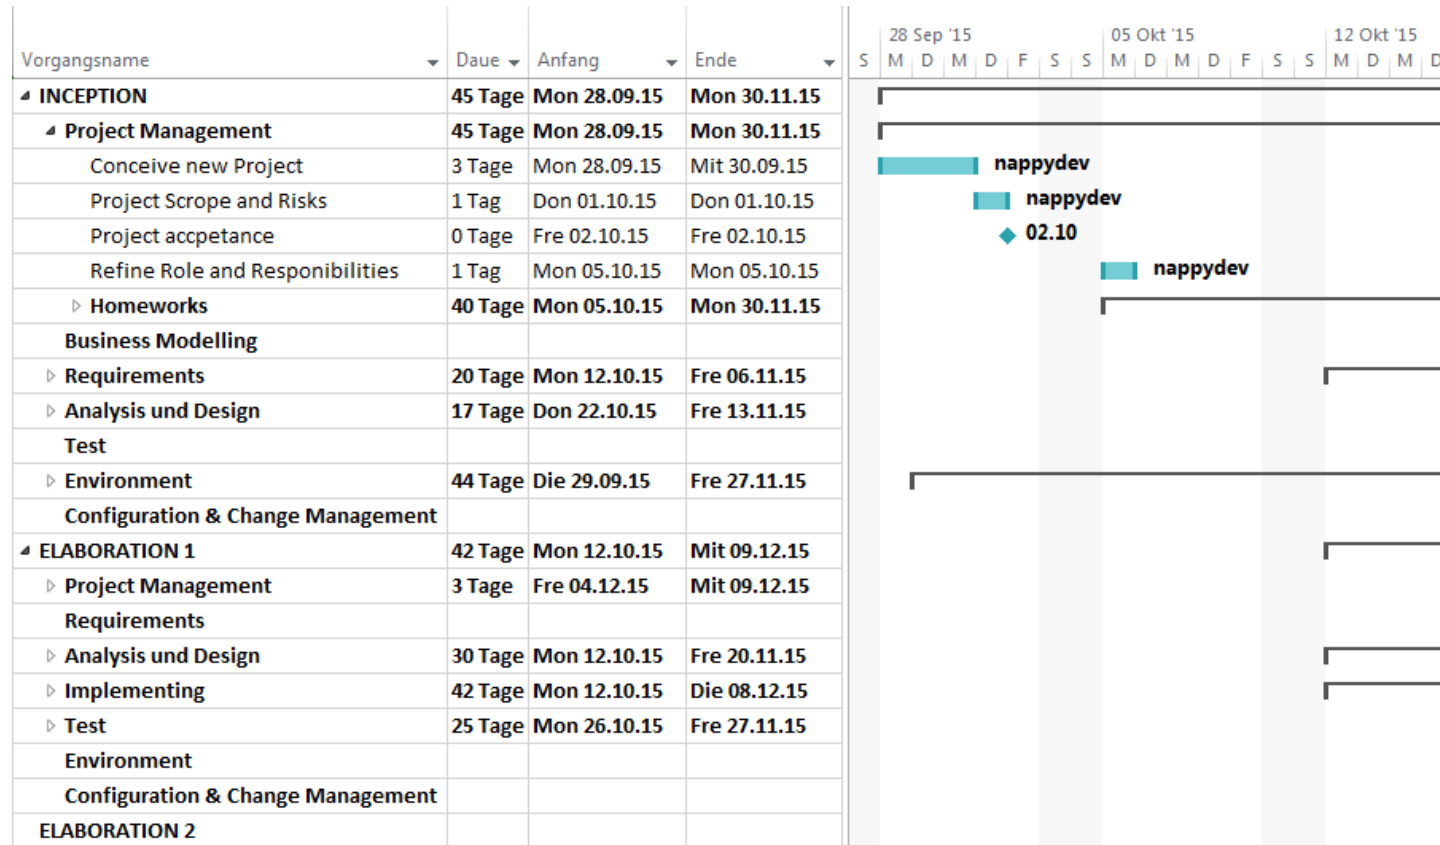 28 Sep '15 05 Okt '15 12 Okt '15
Vorgangsname Daue Anfang Ende S M D M D F S S M D M D F S S M D M D
INCEPTION 45 Tage Mon 28.09.15 Mon 30.11.15
Project Management 45 Tage Mon 28.09.15 Mon 30.11.15
Conceive new Project 3 Tage Mon 28.09.15 Mit 30.09.15 nappydev
Project Scrope and Risks 1 Tag Don 01.10.15 Don 01.10.15 nappydev
Project accpetance 0 Tage Fre 02.10.15 Fre 02.10.15 02.10
Refine Role and Responibilities 1 Tag Mon 05.10.15 Mon 05.10.15 nappydev
Homeworks 40 Tage Mon 05.10.15 Mon 30.11.15
Business Modelling
Requirements 20 Tage Mon 12.10.15 Fre 06.11.15
Analysis und Design 17 Tage Don 22.10.15 Fre 13.11.15
Test
Environment 44 Tage Die 29.09.15 Fre 27.11.15
Configuration & Change Management
ELABORATION 1 42 Tage Mon 12.10.15 Mit 09.12.15
Project Management 3 Tage Fre 04.12.15 Mit 09.12.15
Requirements
Analysis und Design 30 Tage Mon 12.10.15 Fre 20.11.15
Implementing 42 Tage Mon 12.10.15 Die 08.12.15
Test 25 Tage Mon 26.10.15 Fre 27.11.15
Environment
Configuration & Change Management
ELABORATION 2